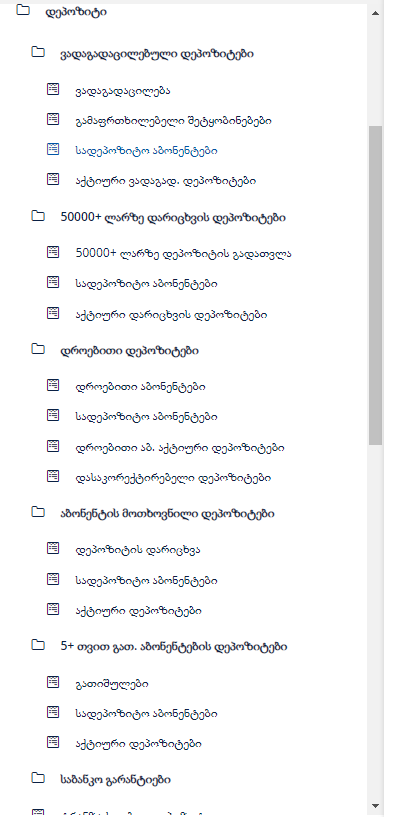 დეპოზიტი
ვადაგადაცილებული დეპოზიტები
ვადაგადაცილება
გამაფრთხილებელი შეტყობინებები
სადეპოზიტო აბონენტები
აქტიური ვადაგად. დეპოზიტები
50000+ ლარზე დარიცხვის დეპოზიტები
50000+ ლარზე დეპოზიტის გადათვლა
სადეპოზიტო აბონენტები
აქტიური დარიცხვის დეპოზიტები
დროებითი დეპოზიტები
დროებითი აბონენტები
სადეპოზიტო აბონენტები
დროებითი აბ. აქტიური დეპოზიტები
დასაკორექტირებელი დეპოზიტები
აბონენტის მოთხოვნილი დეპოზიტები
დეპოზიტის დარიცხვა
სადეპოზიტო აბონენტები
აქტიური დეპოზიტები
5+ თვით გათ. აბონენტების დეპოზიტები
გათიშულები
სადეპოზიტო აბონენტები
აქტიური დეპოზიტები
საბანკო გარანტიები